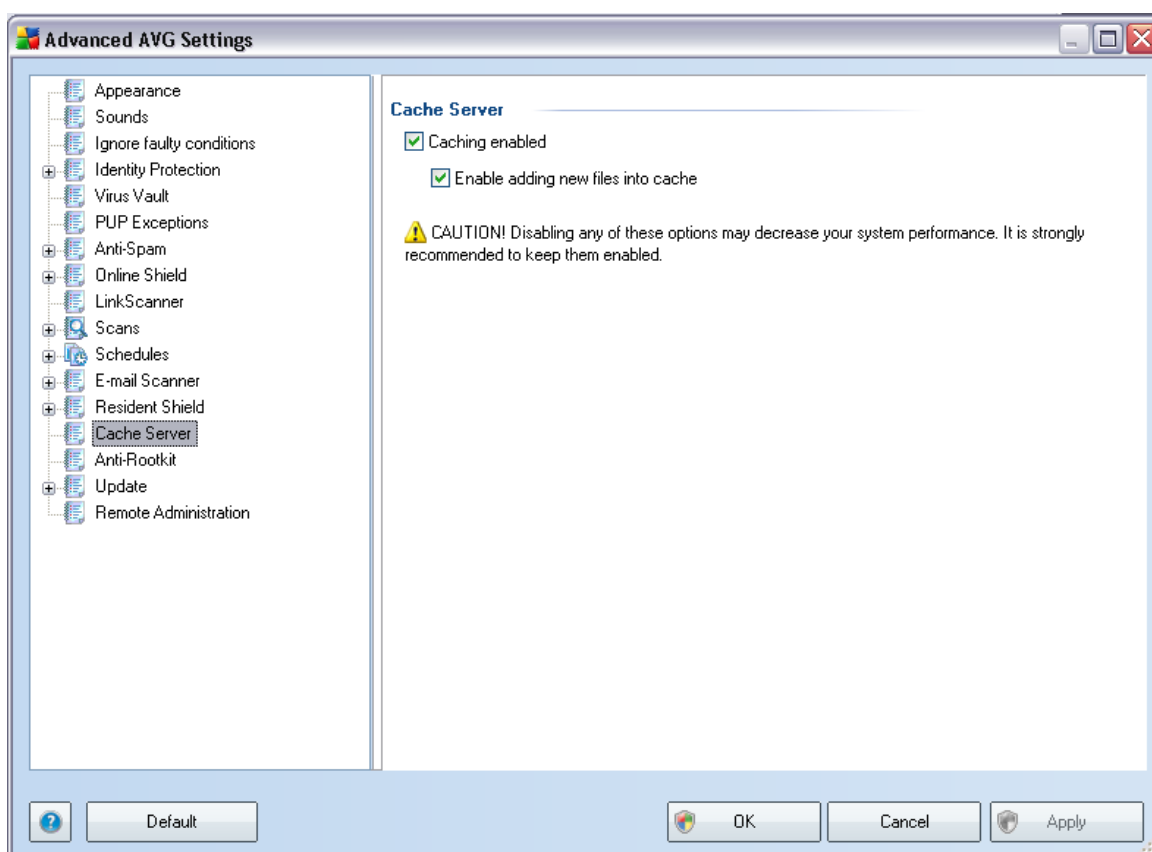 Advanced AVG Settings
Appearance
Sounds
Ignore faulty conditions
Identity Protection
Virus Vault
PUP Exceptions
Anti-Spam
Online Shield
LinkScanner
Scans
Schedules
E-mail Scanner
Resident Shield
Cache Server
Anti-Rootkit
Update
Remote Administration
Cache Server
Caching enabled
Enable adding new files into cache
CAUTION! Disabling any of these options may decrease your system performance. It is strongly
recommended to keep them enabled.
? Default OK Cancel Apply